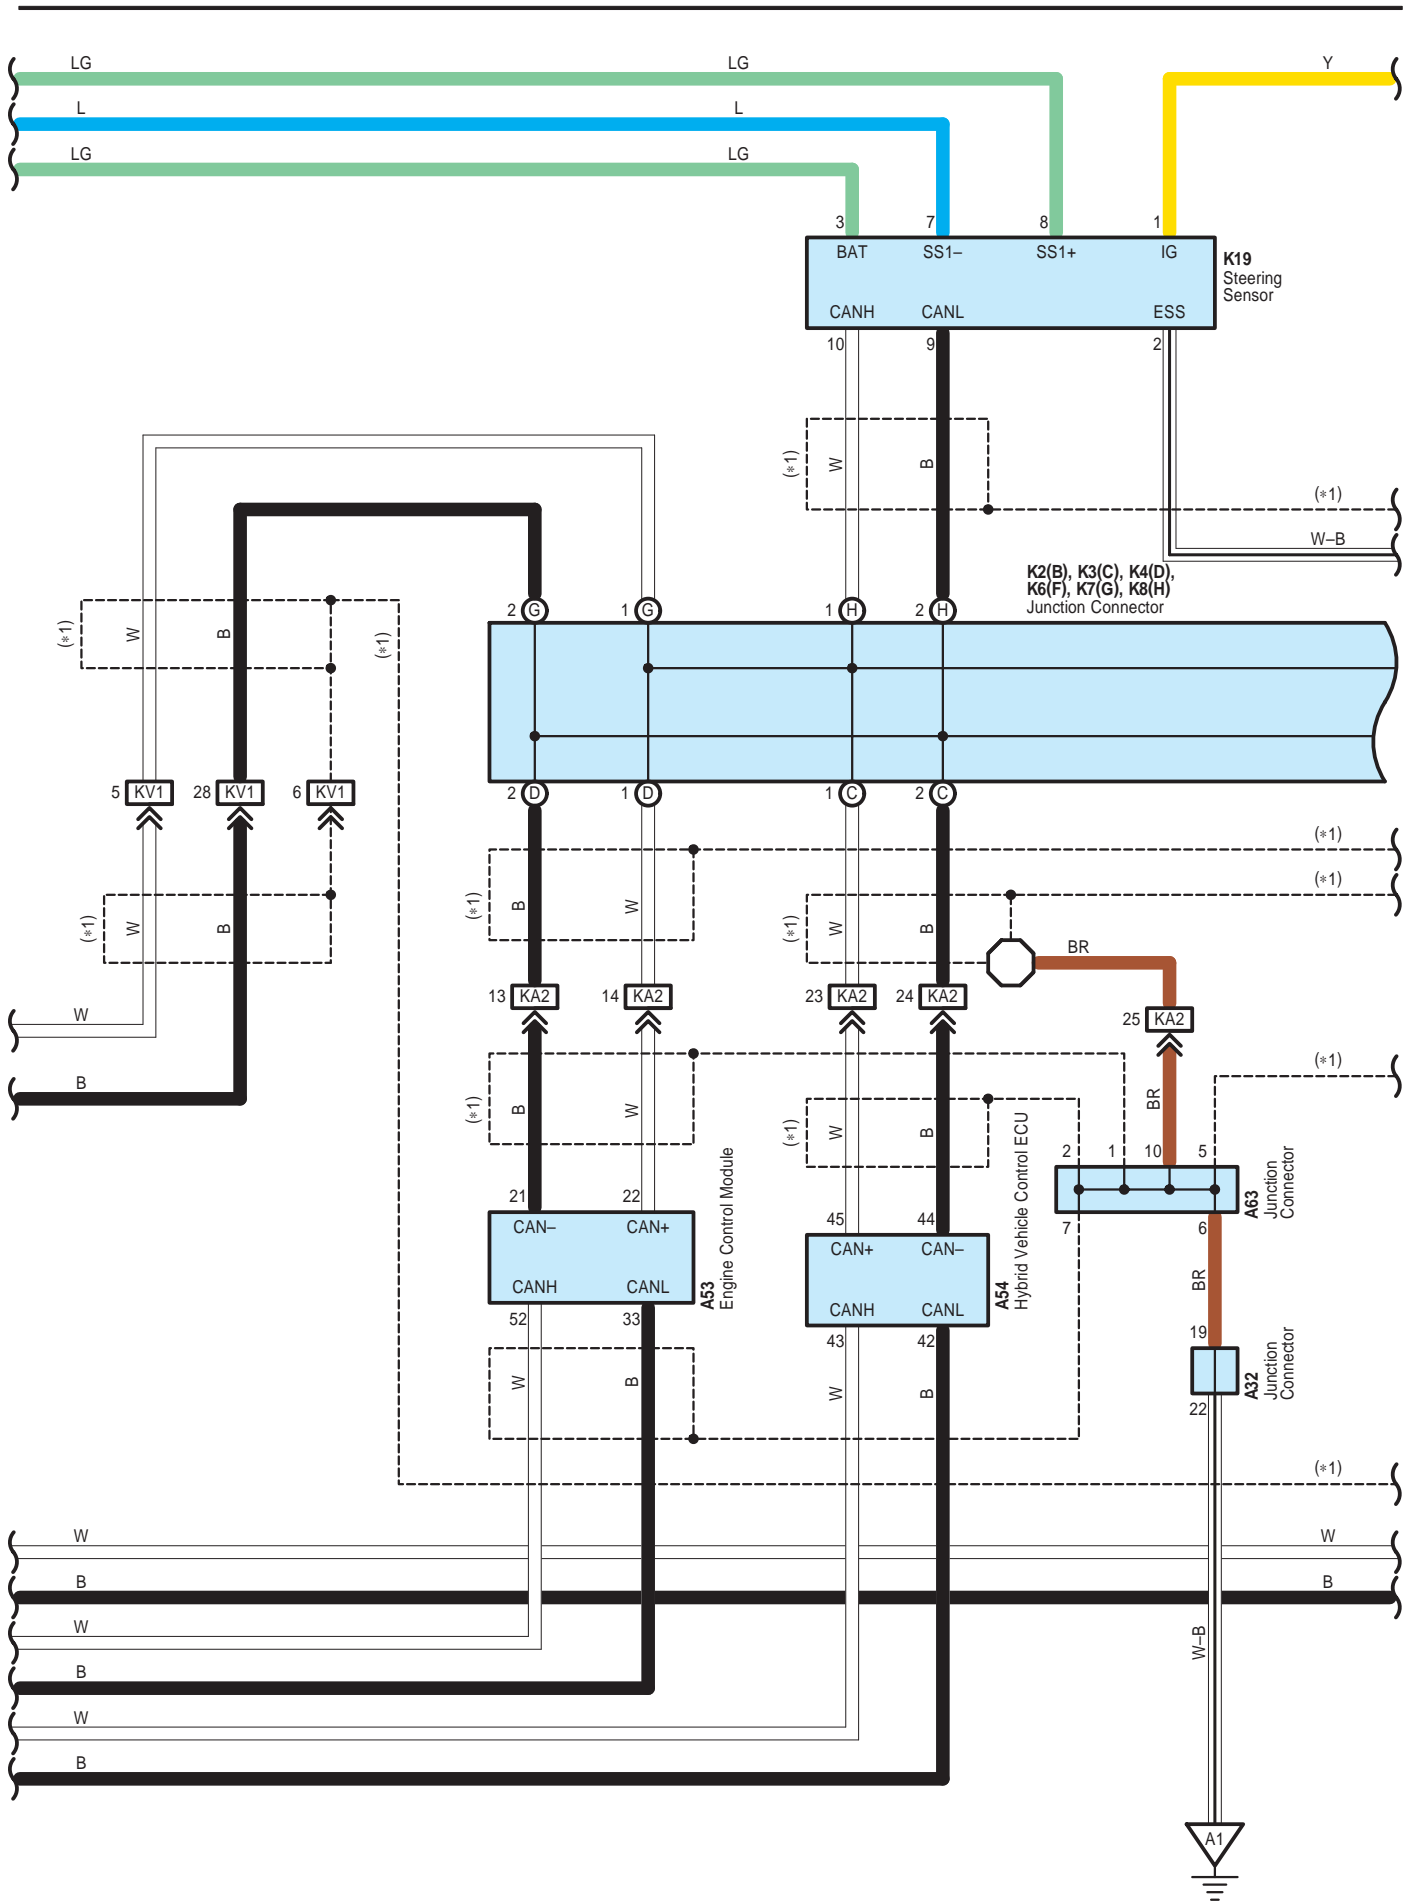 LG LG Y
L L
LG LG
3 7 8 1
BAT SS1– SS1+ IG
K19
Steering
Sensor
CANH CANL ESS
10 9 2
(*1) W B
(*1)
W–B
K2(B), K3(C), K4(D),
K6(F), K7(G), K8(H)
Junction Connector
2 G 1 G 1 H 2 H
(*1) W B (*1)
5 KV1 28 KV1 6 KV1
2 D 1 D 1 C 2 C
(*1)
(*1)
(*1) W B (*1) B W (*1) W B
BR
13 KA2 14 KA2 23 KA2 24 KA2
W
25 KA2
(*1)
B
(*1) B W (*1) W B BR
2 1 10 5
A63
Junction
Connector
7 6
21 22
CAN– CAN+
CANH CANL
A53
Engine Control Module
52 33
45 44
CAN+ CAN–
CANH CANL
A54
Hybrid Vehicle Control ECU
43 42
BR
19
A32
Junction
Connector
22
W B W B
(*1)
W W
B B
W
W–B
B
W
B
A1